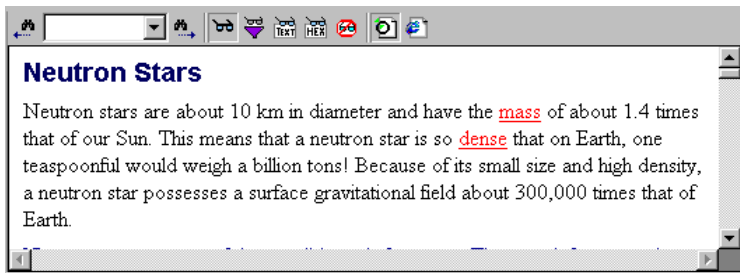 TEXT HEX
Neutron Stars
Neutron stars are about 10 km in diameter and have the mass of about 1.4 times
that of our Sun. This means that a neutron star is so dense that on Earth, one
teaspoonful would weigh a billion tons! Because of its small size and high density,
a neutron star possesses a surface gravitational field about 300,000 times that of
Earth.